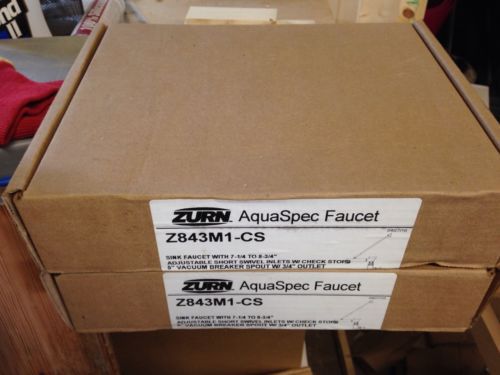 ZURN AquaSpec Faucet
Z843M1-CS
SINK FAUCET WITH 7-1/4 TO 8-3/4"
ADJUSTABLE SHORT SWIVEL INLETS W/ CHECK STOPS
5" VACUUM BREAKER SPOUT W/ 3/4" OUTLET
ZURN AquaSpec Faucet
Z843M1-CS
SINK FAUCET WITH 7-1/4 TO 8-3/4"
ADJUSTABLE SHORT SWIVEL INLETS W/ CHECK STOPS
5" VACUUM BREAKER SPOUT W/ 3/4" OUTLET